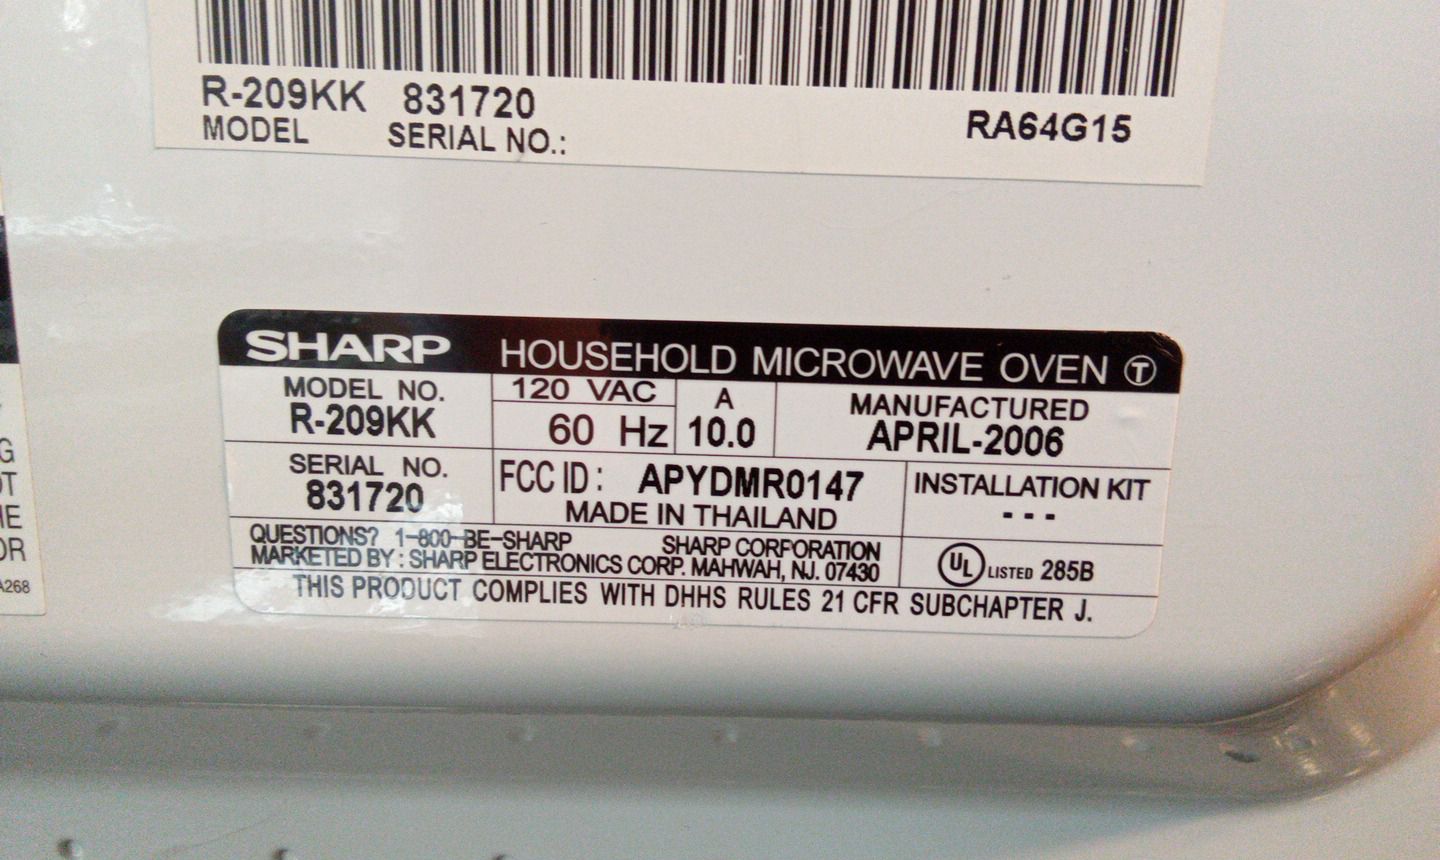 R-209KK 831720
MODEL SERIAL NO.:
RA64G15
SHARP HOUSEHOLD MICROWAVE OVEN T
MODEL NO.
R-209KK
120 VAC
60 Hz
A
10.0
MANUFACTURED
APRIL-2006
SERIAL NO.
831720
FCC ID: APYDMR0147
MADE IN THAILAND
INSTALLATION KIT
---
QUESTIONS? 1-800-BE-SHARP SHARP CORPORATION
MARKETED BY : SHARP ELECTRONICS CORP. MAHWAH, NJ. 07430
UL LISTED 285B
THIS PRODUCT COMPLIES WITH DHHS RULES 21 CFR SUBCHAPTER J.